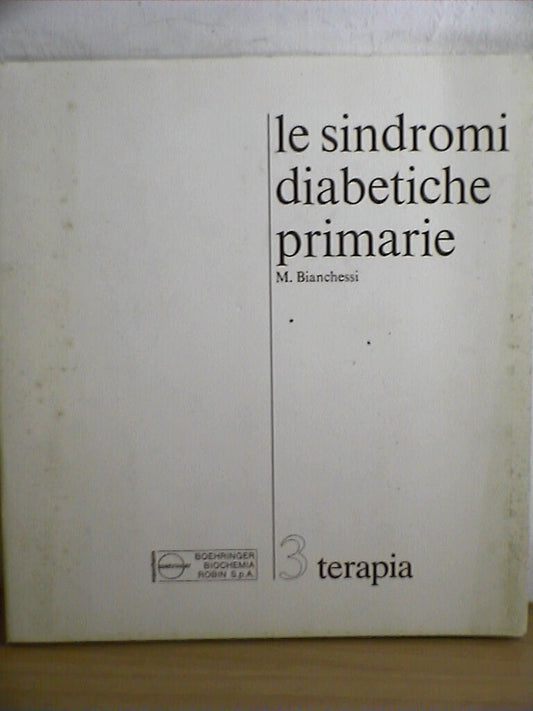 le sindromi
diabetiche
primarie
M. Bianchessi
BOEHRINGER
BIOCHEMIA
ROBIN S.p.A.
3 terapia